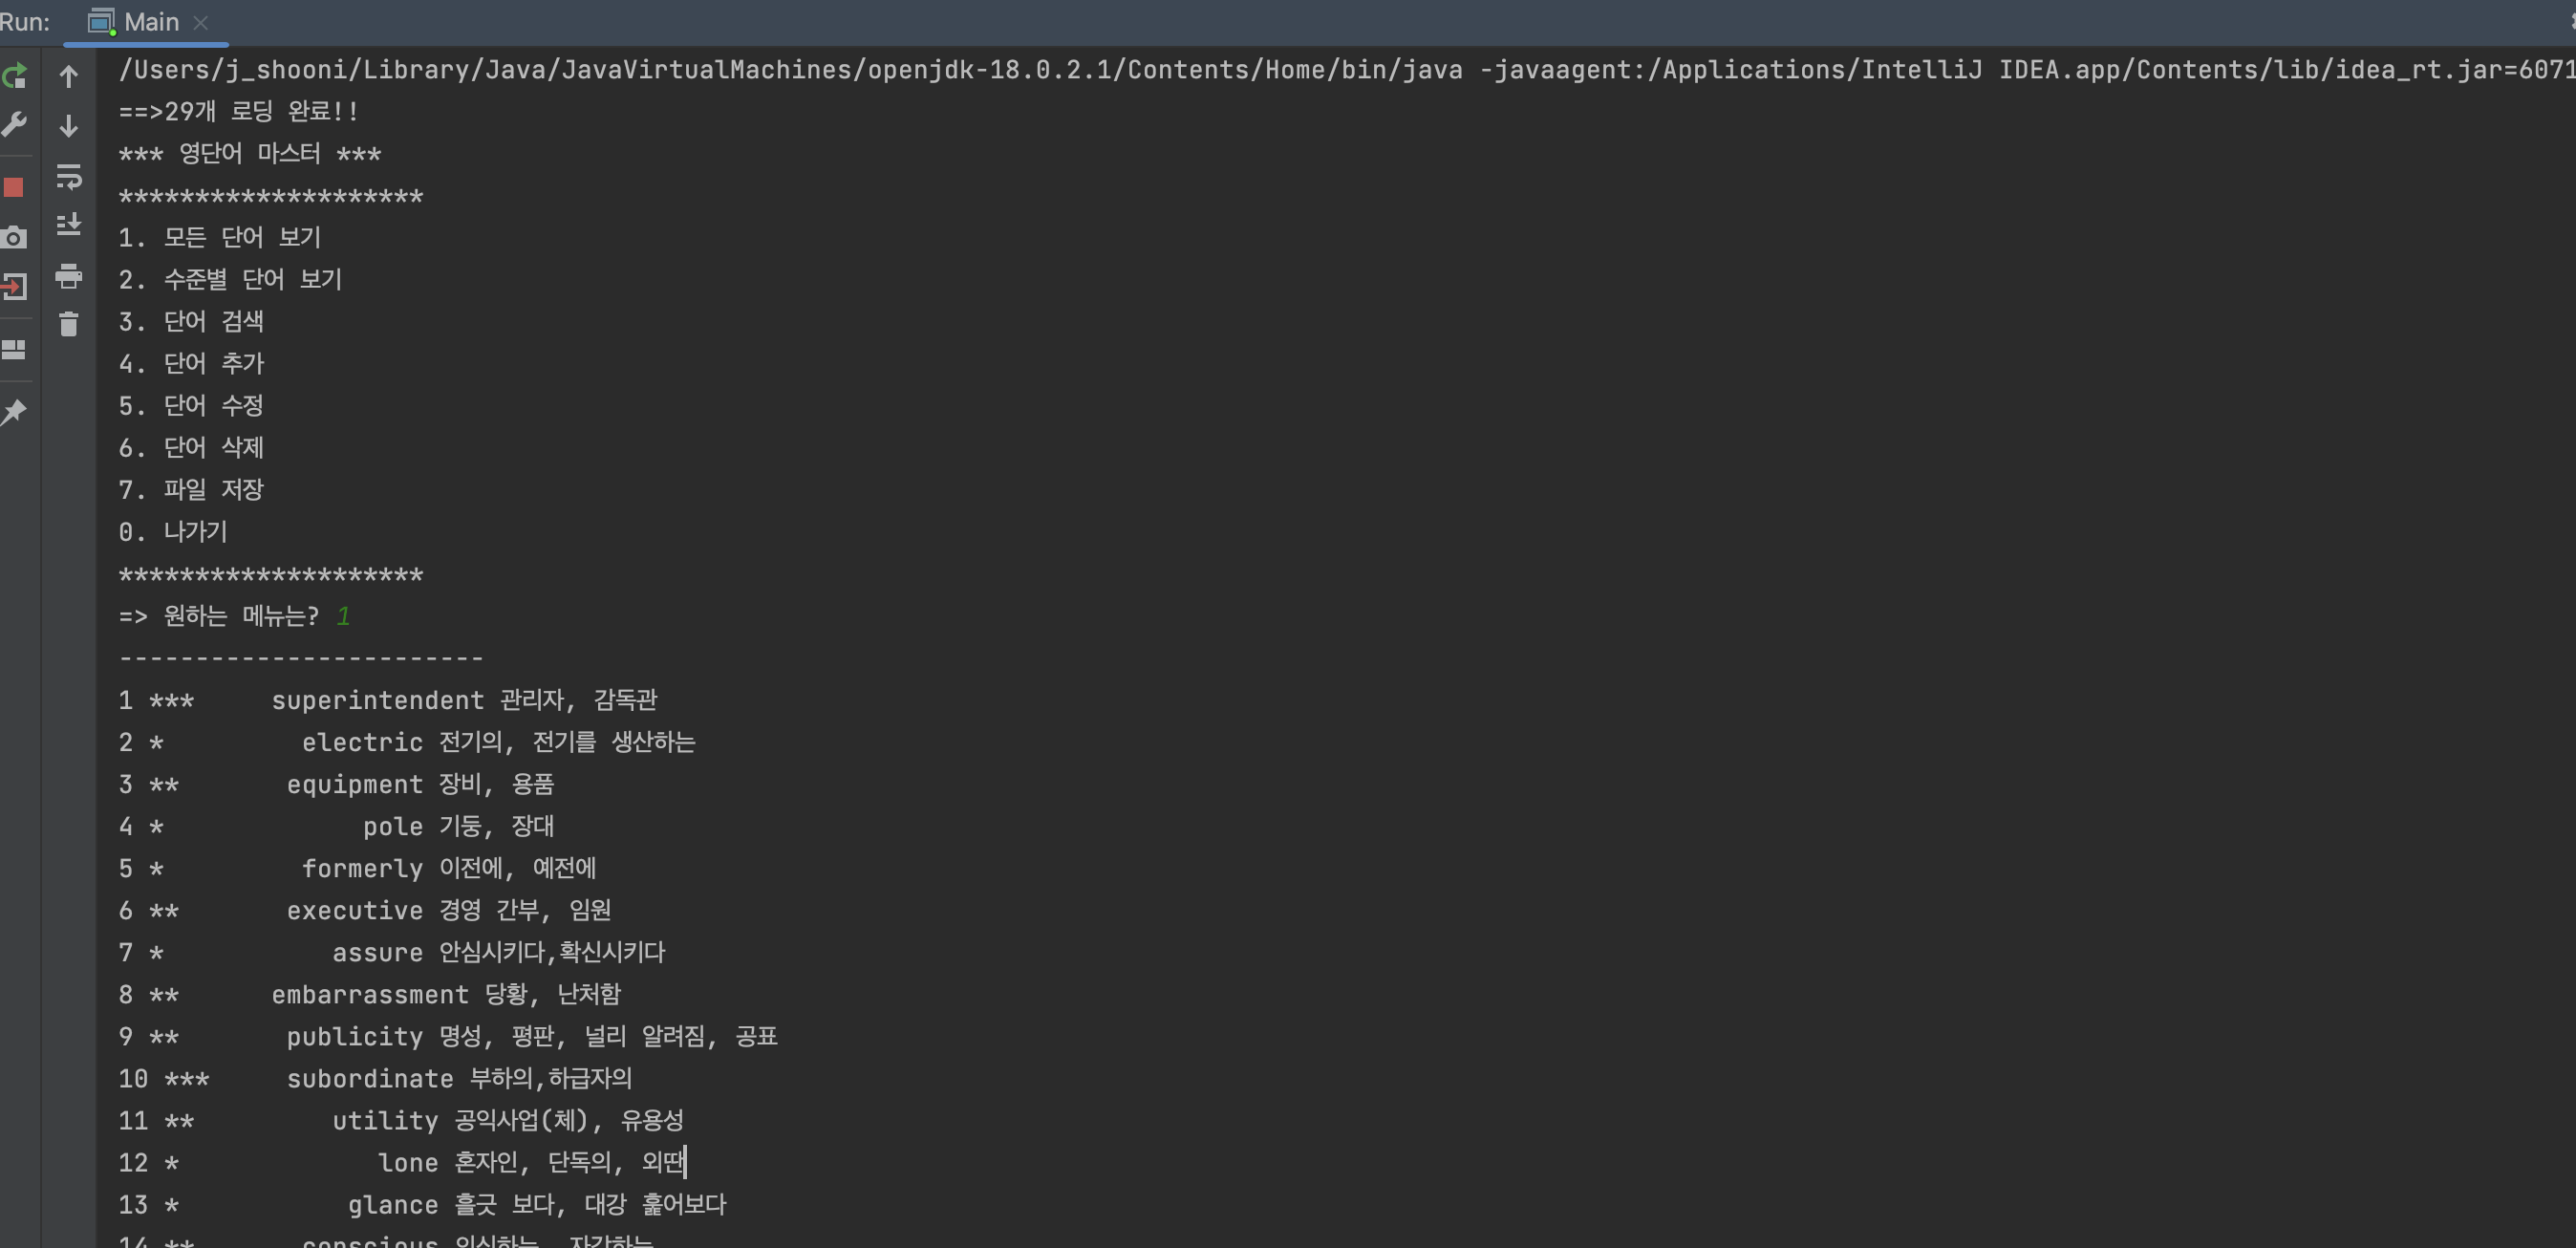 Run: Main
/Users/j_shooni/Library/Java/JavaVirtualMachines/openjdk-18.0.2.1/Contents/Home/bin/java -javaagent:/Applications/IntelliJ IDEA.app/Contents/lib/idea_rt.jar=6071
==>29개 로딩 완료!!
*** 영단어 마스터 ***
********************
1. 모든 단어 보기
2. 수준별 단어 보기
3. 단어 검색
4. 단어 추가
5. 단어 수정
6. 단어 삭제
7. 파일 저장
0. 나가기
********************
=> 원하는 메뉴는? 1
------------------------
1 ***     superintendent 관리자, 감독관
2 *         electric 전기의, 전기를 생산하는
3 **       equipment 장비, 용품
4 *             pole 기둥, 장대
5 *         formerly 이전에, 예전에
6 **       executive 경영 간부, 임원
7 *           assure 안심시키다,확신시키다
8 **      embarrassment 당황, 난처함
9 **       publicity 명성, 평판, 널리 알려짐, 공표
10 ***     subordinate 부하의,하급자의
11 **         utility 공익사업(체), 유용성
12 *             lone 혼자인, 단독의, 외딴
13 *           glance 흘긋 보다, 대강 훑어보다
14 **       conscious 의식하는, 자각하는